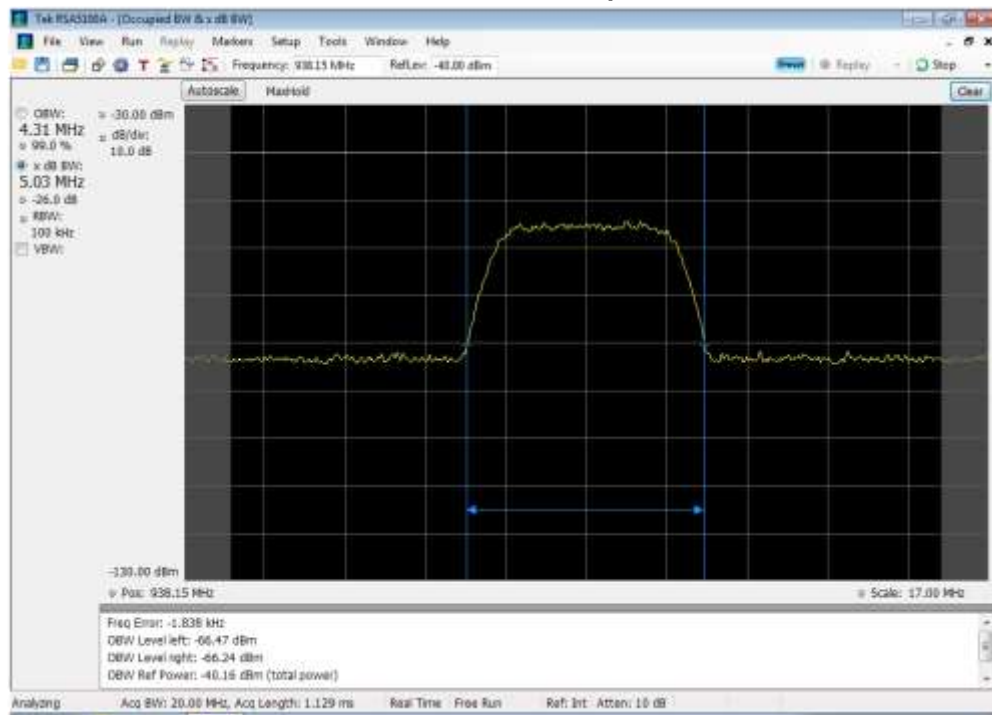 Tek RSA5100A - [Occupied BW & x dB BW]
File View Run Replay Markers Setup Tools Window Help
Frequency: 938.15 MHz RefLev: -40.00 dBm Preset Replay Stop
Autoscale MaxHold Clear
OBW:
4.31 MHz
99.0 %
x dB BW:
5.03 MHz
-26.0 dB
RBW:
100 kHz
VBW:
-30.00 dBm
dB/div:
10.0 dB
-130.00 dBm
Pos: 938.15 MHz Scale: 17.00 MHz
Freq Error: -1.838 kHz
OBW Level left: -66.47 dBm
OBW Level right: -66.24 dBm
OBW Ref Power: -40.16 dBm (total power)
Analyzing Acq BW: 20.00 MHz, Acq Length: 1.129 ms Real Time Free Run Ref: Int Atten: 10 dB